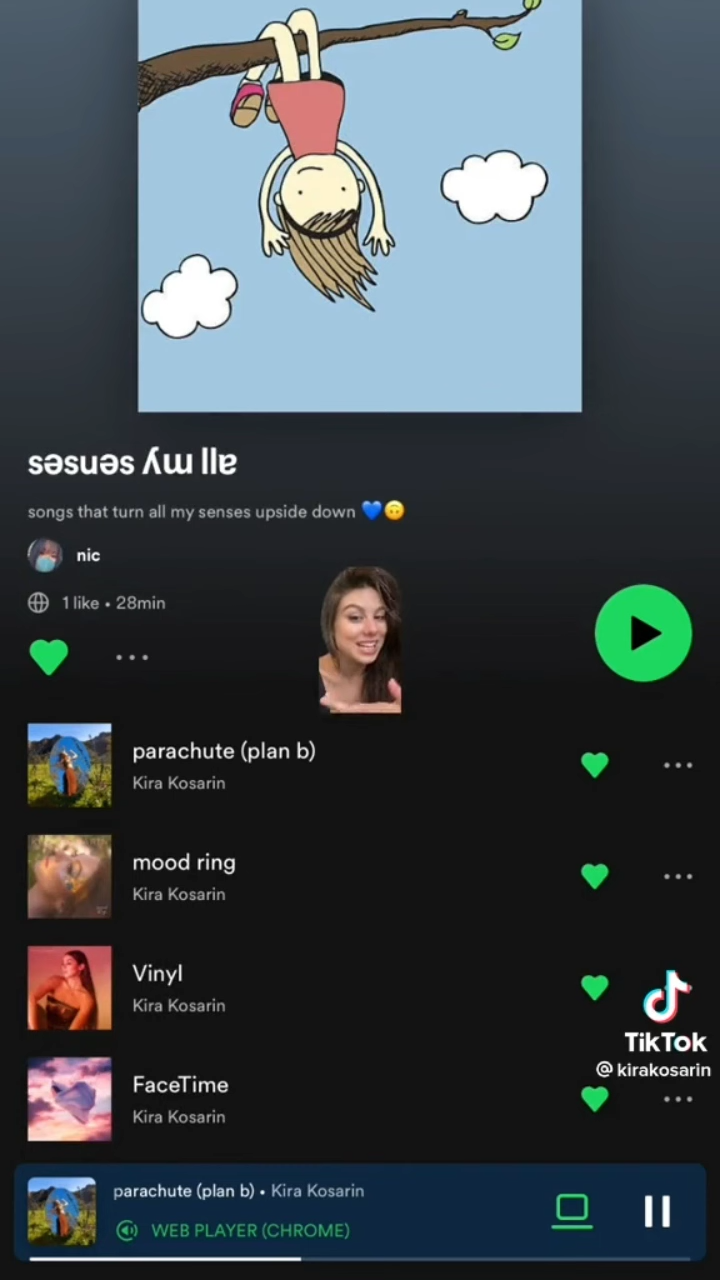 all my senses
songs that turn all my senses upside down 💙🙃
nic
1 like • 28min
parachute (plan b)
Kira Kosarin
mood ring
Kira Kosarin
Vinyl
Kira Kosarin
TikTok
@kirakosarin
FaceTime
Kira Kosarin
parachute (plan b) • Kira Kosarin
WEB PLAYER (CHROME)